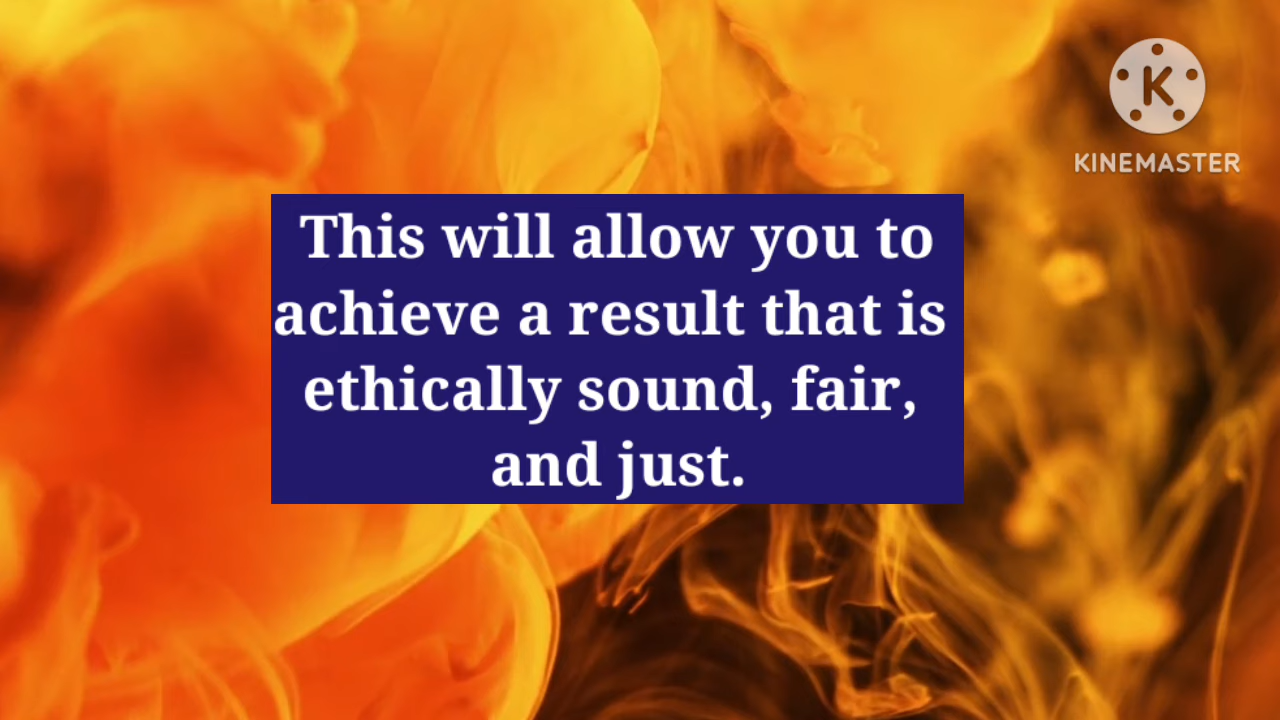 K
KINEMASTER
This will allow you to
achieve a result that is
ethically sound, fair,
and just.